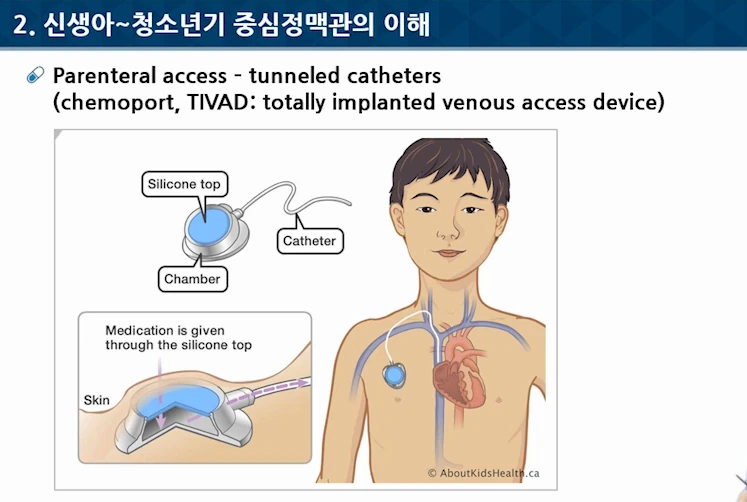 2. 신생아~청소년기 중심정맥관의 이해
Parenteral access - tunneled catheters
(chemoport, TIVAD: totally implanted venous access device)
Silicone top
Catheter
Chamber
Medication is given
through the silicone top
Skin
© AboutKidsHealth.ca